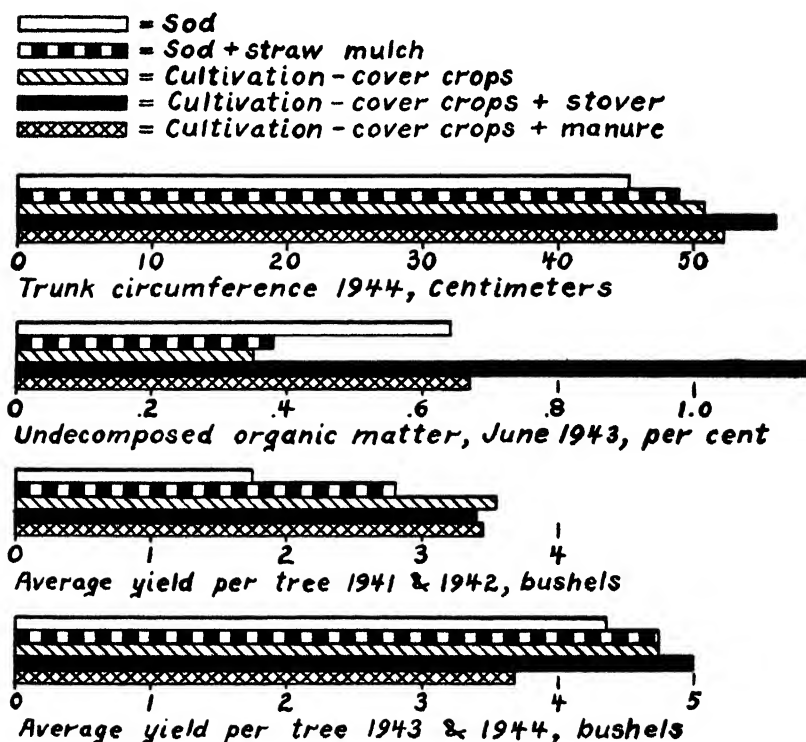 = Sod
= Sod + straw mulch
= Cultivation - cover crops
= Cultivation - cover crops + stover
= Cultivation - cover crops + manure
0 10 20 30 40 50
Trunk circumference 1944, centimeters
0 .2 .4 .6 .8 1.0
Undecomposed organic matter, June 1943, per cent
0 1 2 3 4
Average yield per tree 1941 & 1942, bushels
0 1 2 3 4 5
Average yield per tree 1943 & 1944, bushels